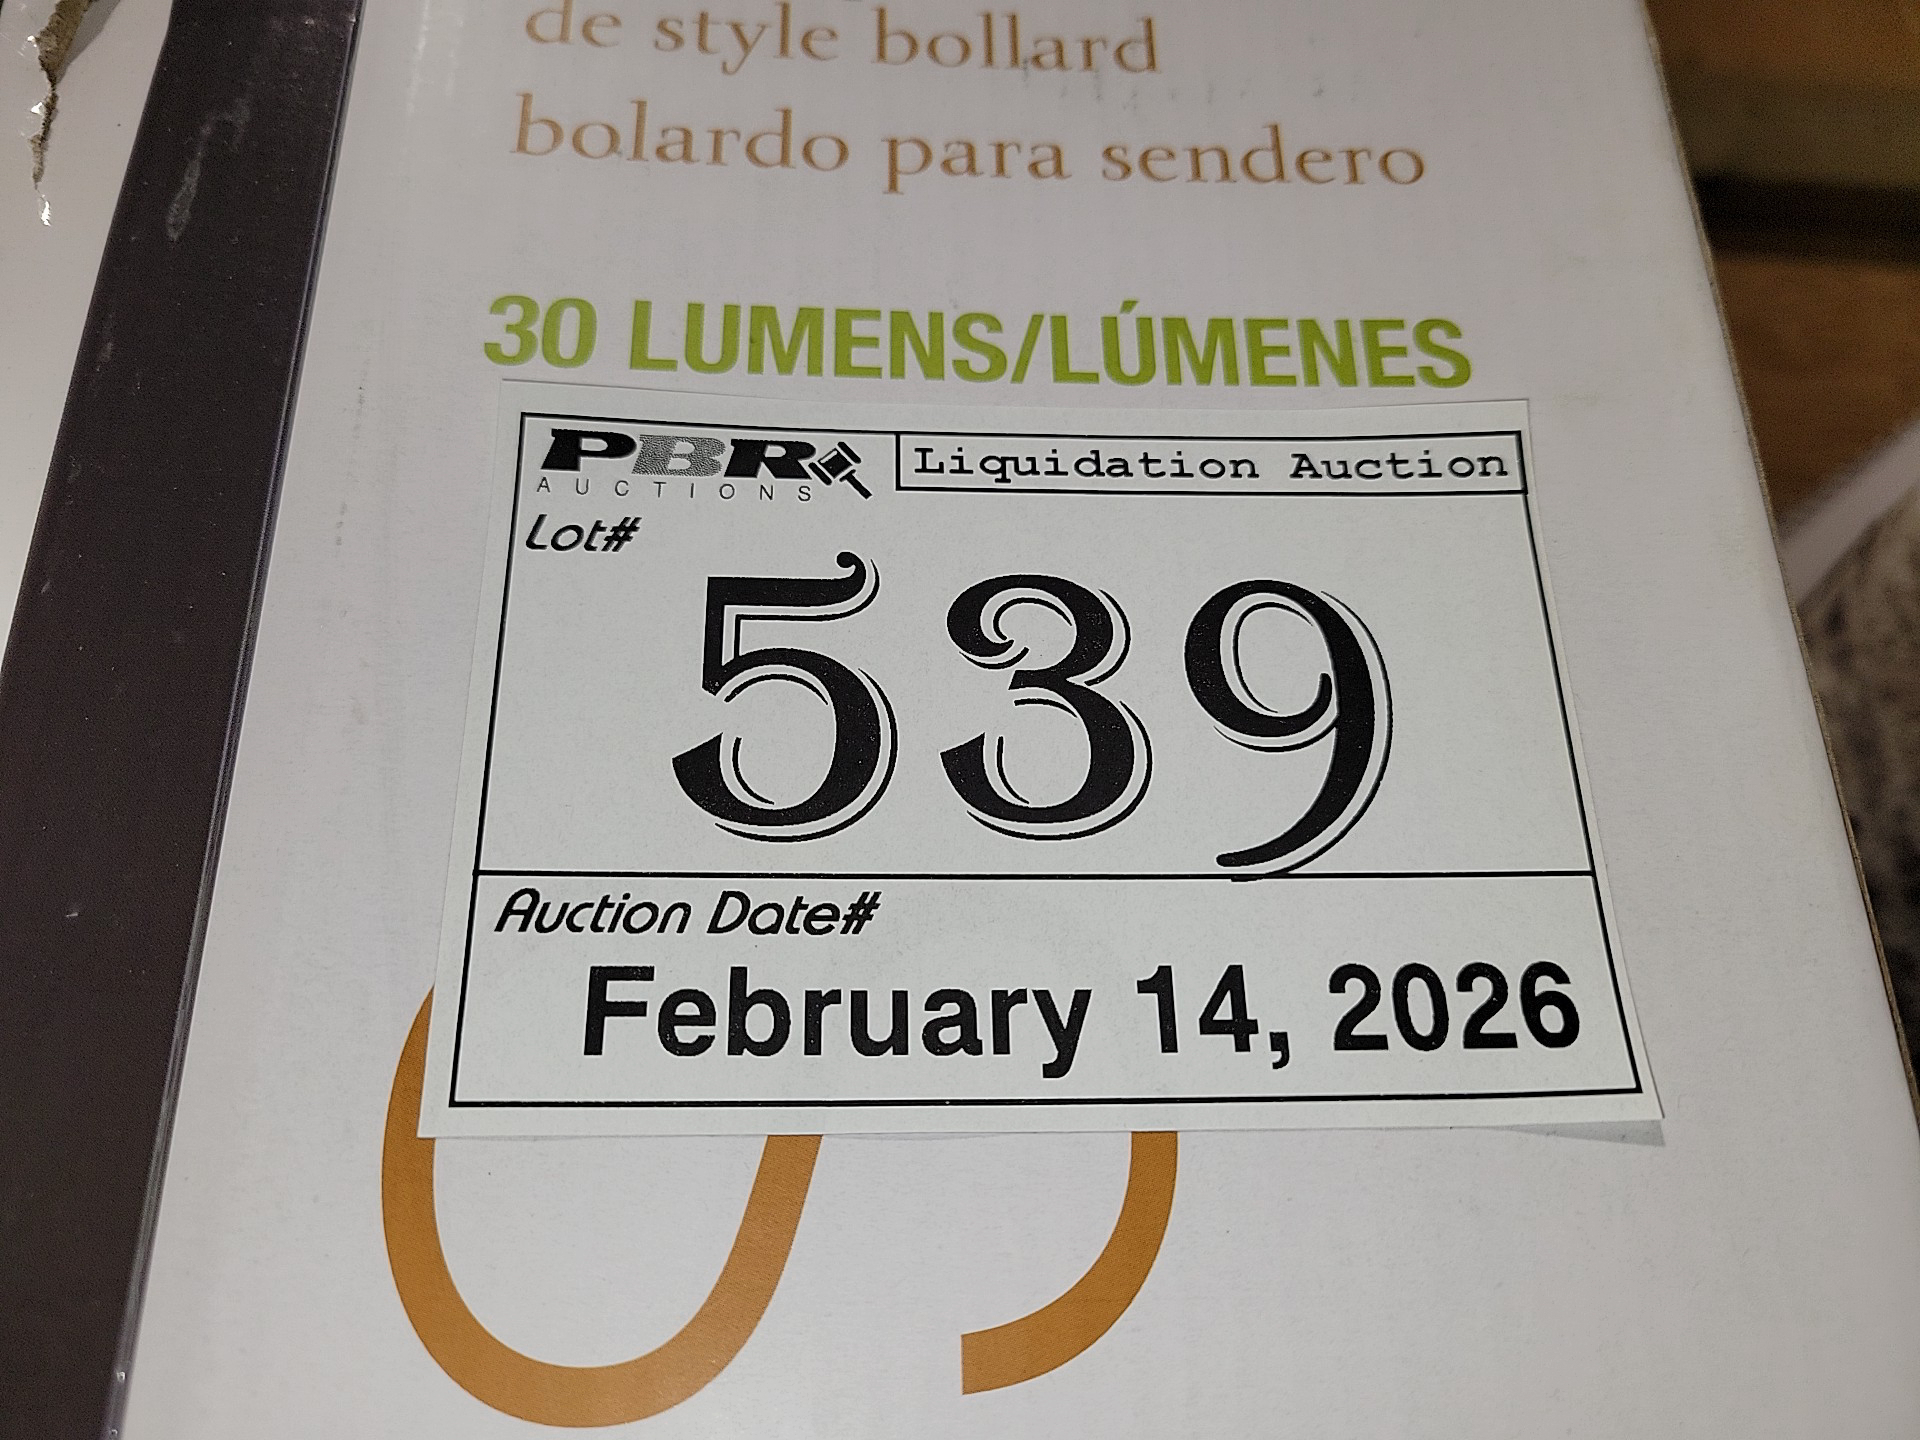 de style bollard
bolardo para sendero
30 LUMENS/LÚMENES
PBR
AUCTIONS
Liquidation Auction
Lot#
539
Auction Date#
February 14, 2026